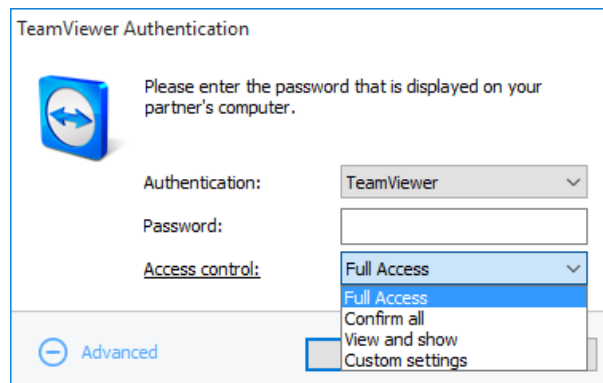 TeamViewer Authentication
Please enter the password that is displayed on your
partner's computer.
Authentication:
TeamViewer
Password:
Access control:
Full Access
Full Access
Confirm all
View and show
Custom settings
Advanced